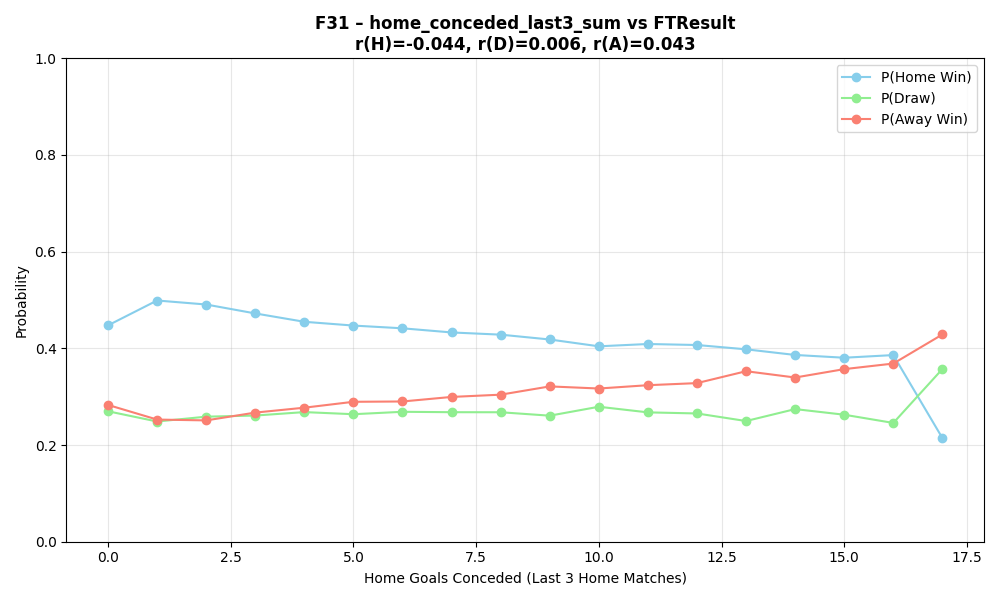 F31 – home_conceded_last3_sum vs FTResult
r(H)=-0.044, r(D)=0.006, r(A)=0.043
P(Home Win)
P(Draw)
P(Away Win)
Probability
1.0
0.8
0.6
0.4
0.2
0.0
0.0 2.5 5.0 7.5 10.0 12.5 15.0 17.5
Home Goals Conceded (Last 3 Home Matches)